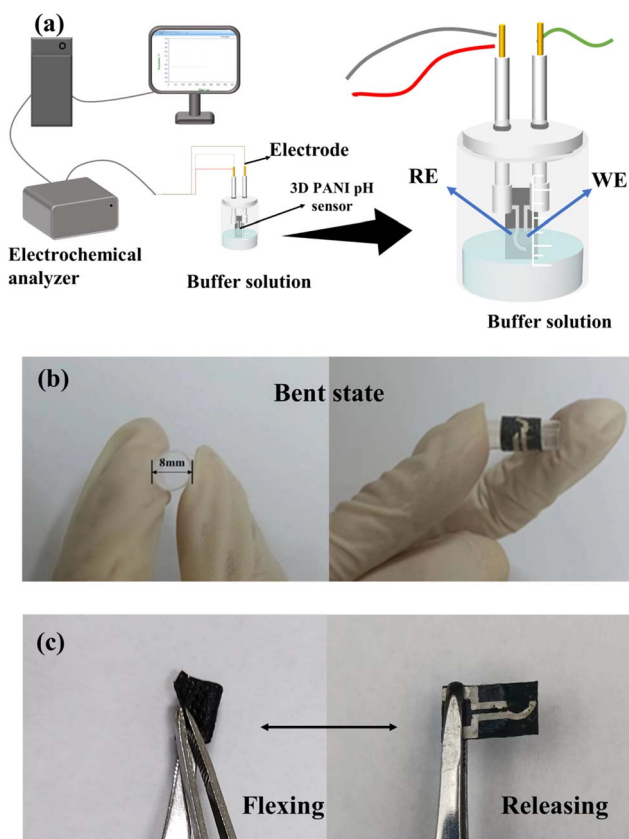 (a)
Electrode
3D PANI pH
sensor
Electrochemical
analyzer
Buffer solution
RE
WE
Buffer solution
(b)
Bent state
8mm
(c)
Flexing
Releasing